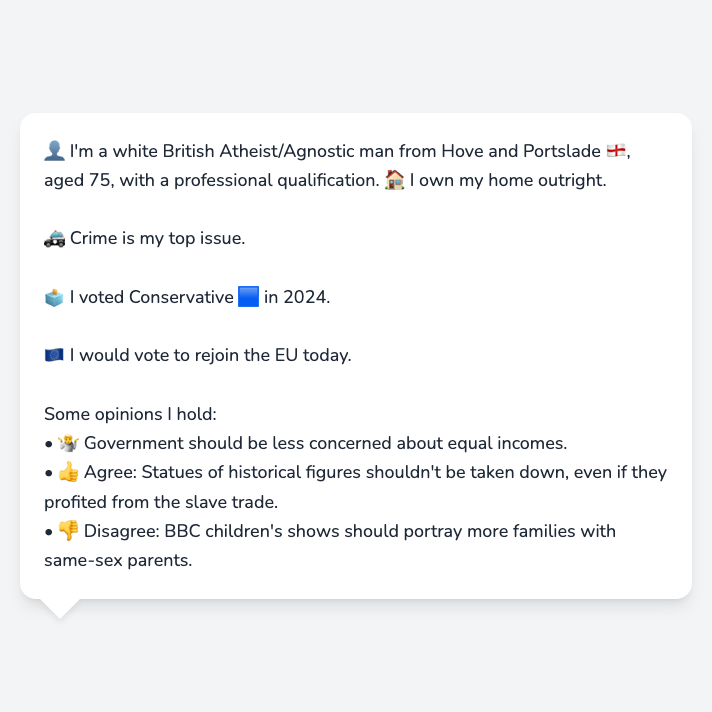 👤 I'm a white British Atheist/Agnostic man from Hove and Portslade 🏴󠁧󠁢󠁥󠁮󠁧󠁿,
aged 75, with a professional qualification. 🏠 I own my home outright.
🚓 Crime is my top issue.
🗳️ I voted Conservative 🟦 in 2024.
🇪🇺 I would vote to rejoin the EU today.
Some opinions I hold:
• 🤷 Government should be less concerned about equal incomes.
• 👍 Agree: Statues of historical figures shouldn't be taken down, even if they
profited from the slave trade.
• 👎 Disagree: BBC children's shows should portray more families with
same-sex parents.